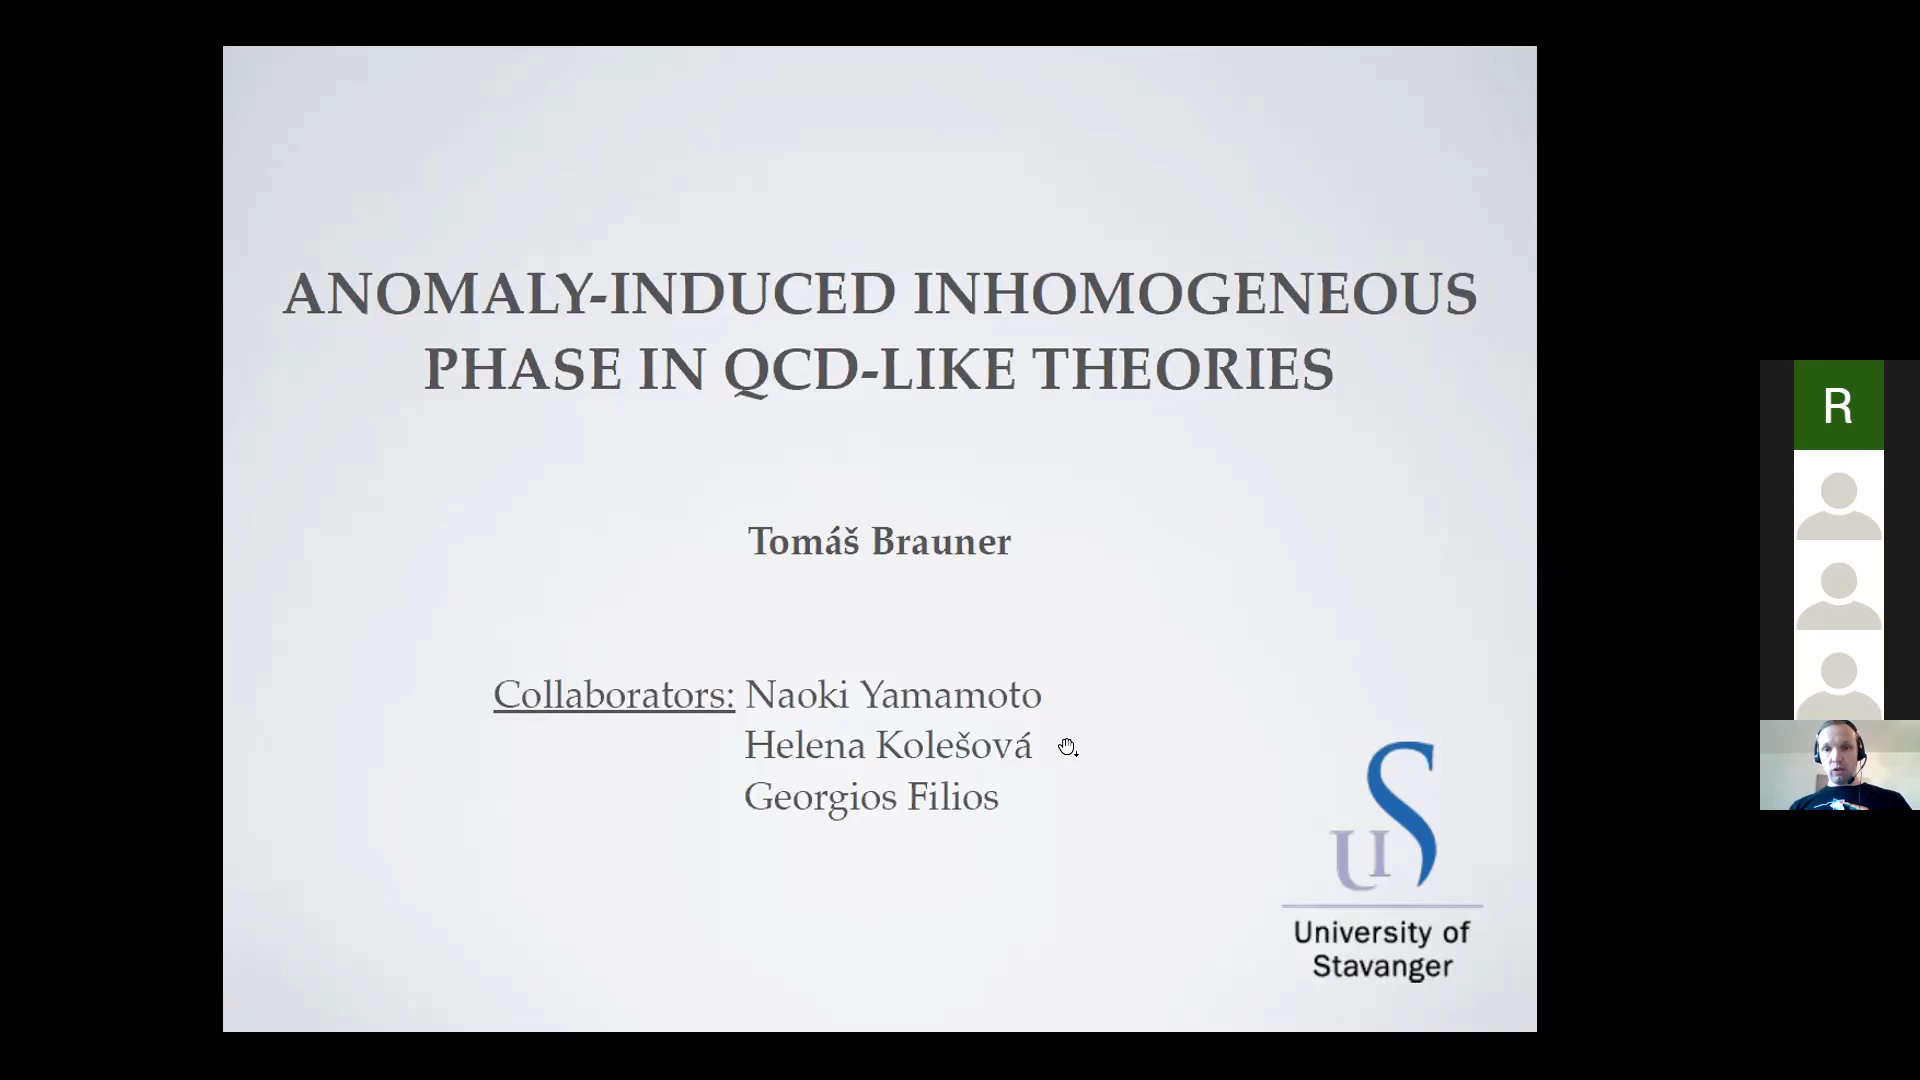 ANOMALY-INDUCED INHOMOGENEOUS
PHASE IN QCD-LIKE THEORIES
Tomáš Brauner
Collaborators: Naoki Yamamoto
Helena Kolešová
Georgios Filios
uiS
University of
Stavanger
R